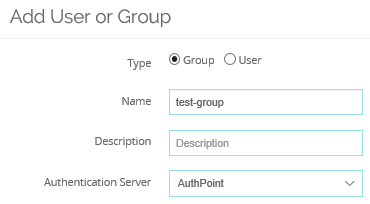 Add User or Group
Type Group User
Name test-group
Description Description
Authentication Server AuthPoint